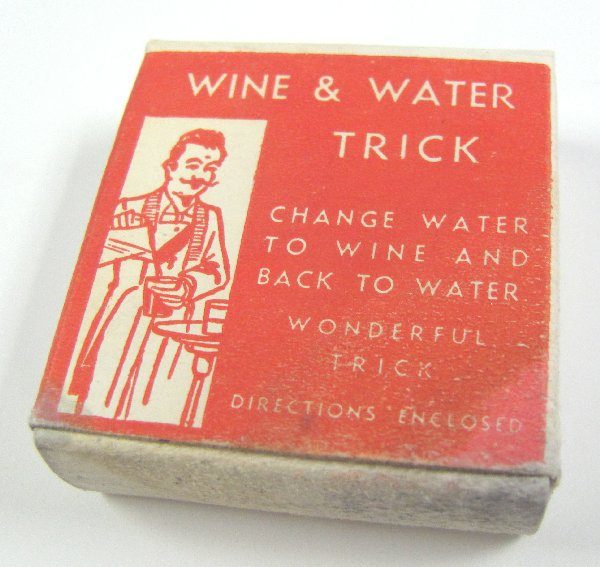 WINE & WATER
TRICK
CHANGE WATER
TO WINE AND
BACK TO WATER
WONDERFUL
TRICK
DIRECTIONS ENCLOSED